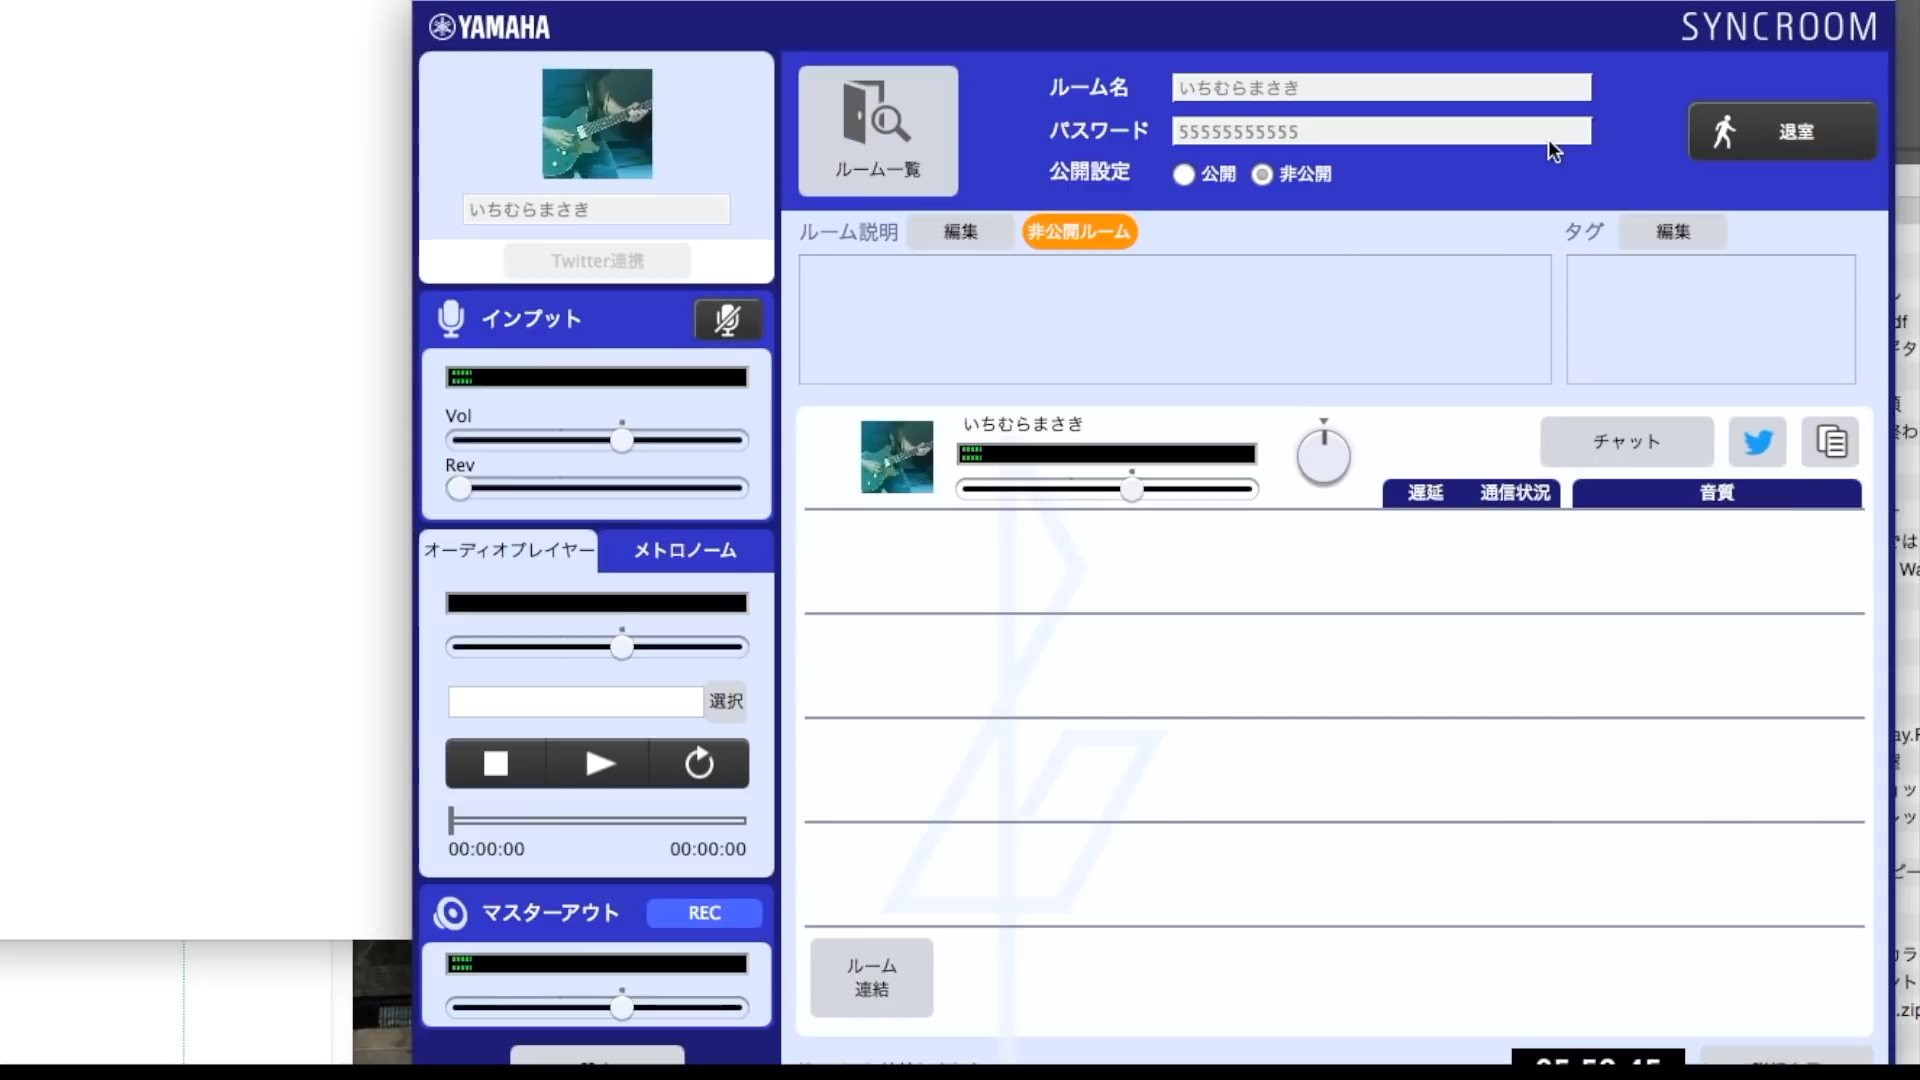 YAMAHA
SYNCROOM
いちむらまさき
Twitter連携
ルーム一覧
ルーム名
いちむらまさき
パスワード
55555555555
公開設定
公開
非公開
退室
ルーム説明
編集
非公開ルーム
タグ
編集
インプット
Vol
Rev
オーディオプレイヤー
メトロノーム
選択
00:00:00
00:00:00
マスターアウト
REC
いちむらまさき
チャット
遅延
通信状況
音質
ルーム
連結